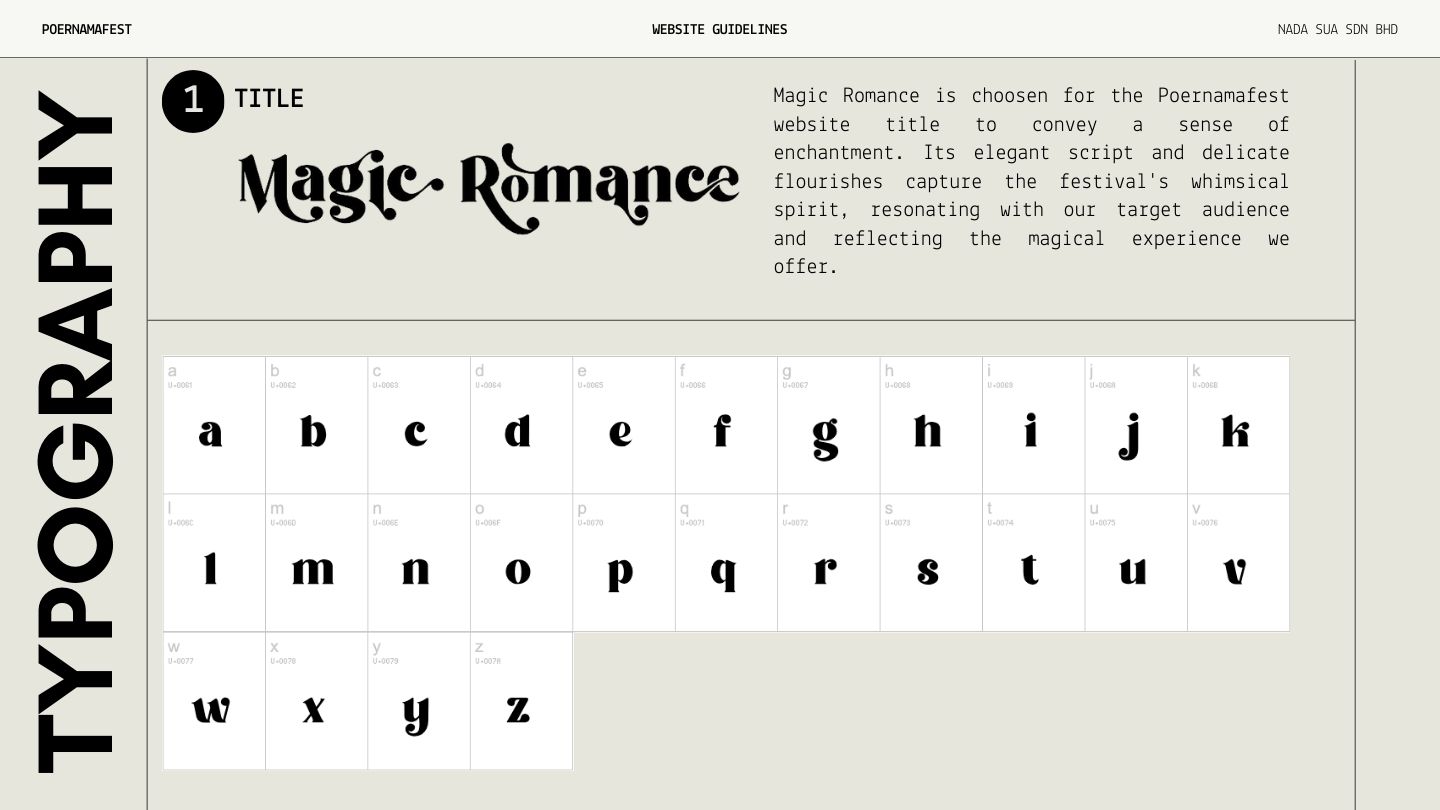 POERNAMAFEST
WEBSITE GUIDELINES
NADA SUA SDN BHD
TYPOGRAPHY
1 TITLE
Magic Romance
Magic Romance is choosen for the Poernamafest
website title to convey a sense of
enchantment. Its elegant script and delicate
flourishes capture the festival's whimsical
spirit, resonating with our target audience
and reflecting the magical experience we
offer.
a b c d e f g h i j k
U+0061 U+0062 U+0063 U+0064 U+0065 U+0066 U+0067 U+0068 U+0069 U+006A U+006B
a b c d e f g h i j k
l m n o p q r s t u v
U+006C U+006D U+006E U+006F U+0070 U+0071 U+0072 U+0073 U+0074 U+0075 U+0076
l m n o p q r s t u v
w x y z
U+0077 U+0078 U+0079 U+007A
w x y z